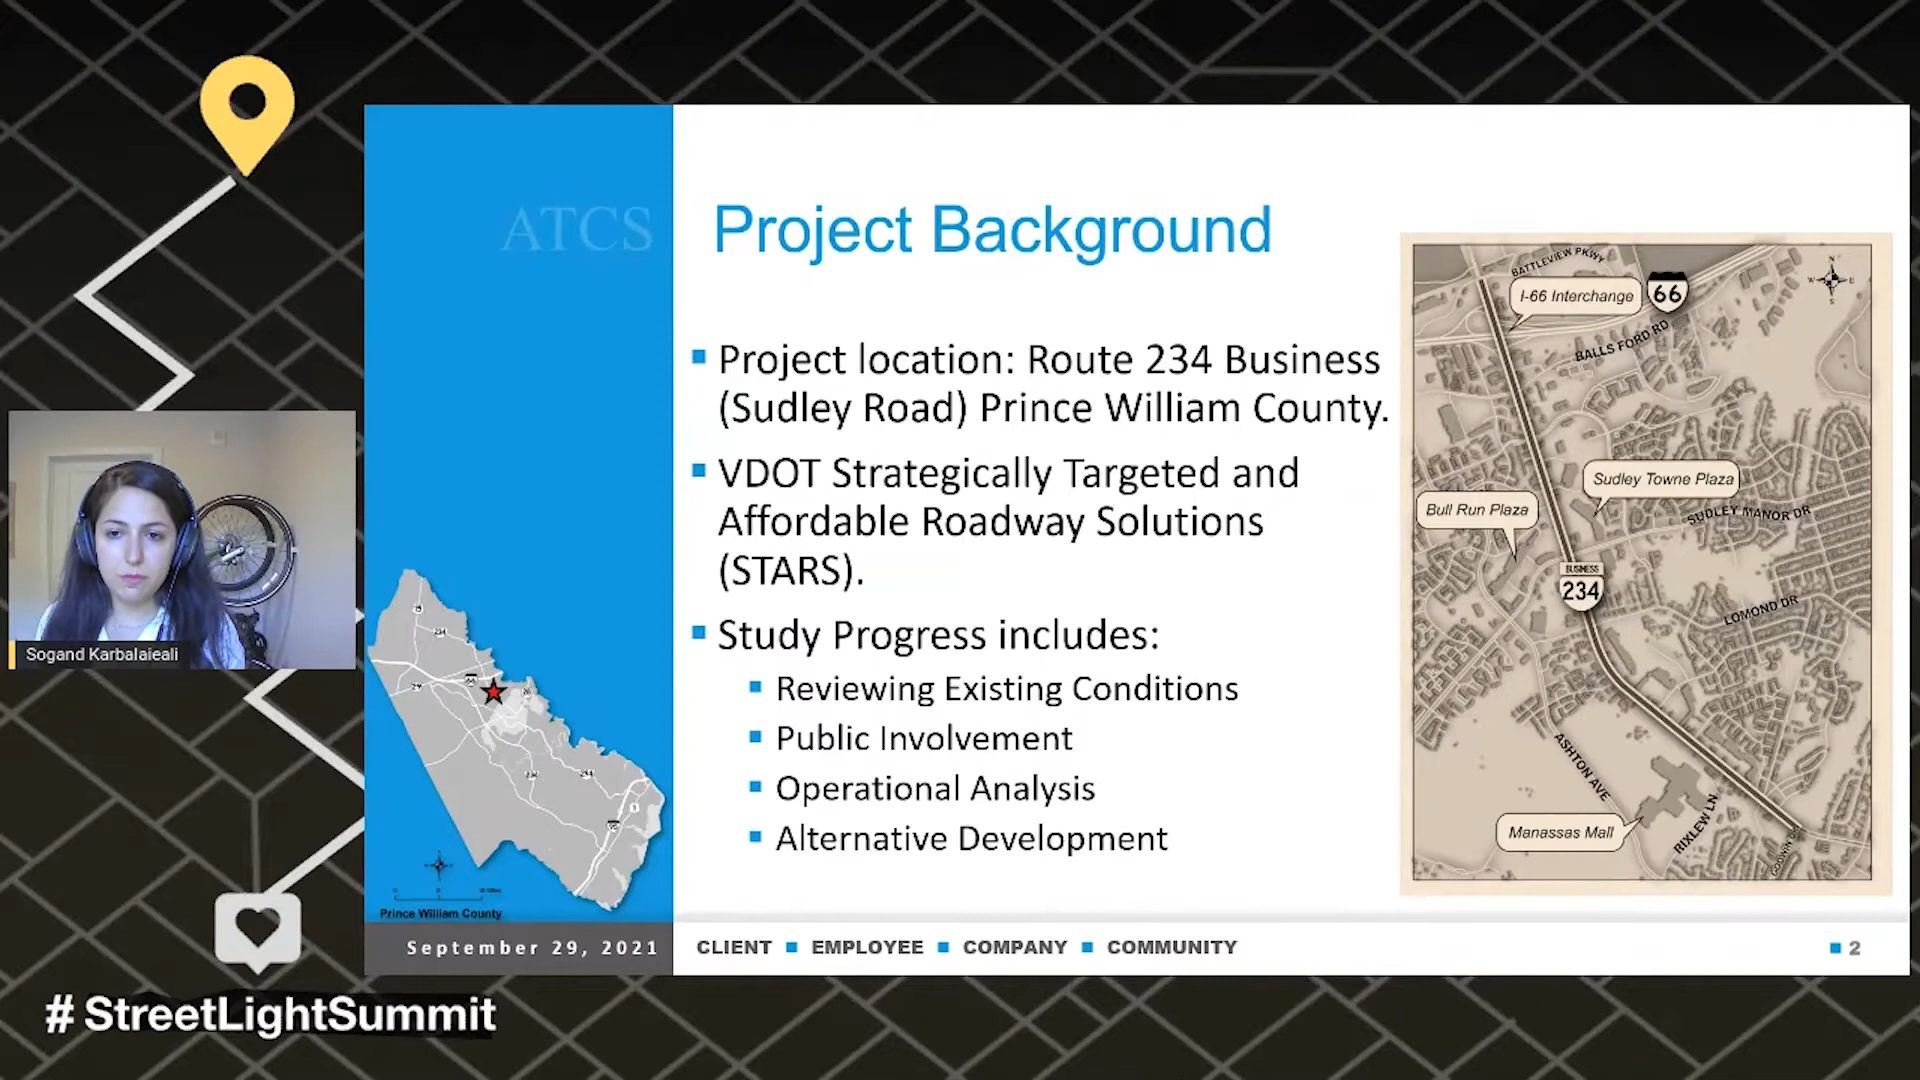 ATCS
Project Background
Project location: Route 234 Business
(Sudley Road) Prince William County.
VDOT Strategically Targeted and
Affordable Roadway Solutions
(STARS).
Study Progress includes:
Reviewing Existing Conditions
Public Involvement
Operational Analysis
Alternative Development
BATTLEVIEW PKWY
I-66 Interchange
66
BALLS FORD RD
N
W
E
S
Sudley Towne Plaza
Bull Run Plaza
SUDLEY MANOR DR
BUSINESS
234
LOMOND DR
ASHTON AVE
Manassas Mall
RIXLEW LN
Sogand Karbalaieali
234
66
Prince William County
September 29, 2021
CLIENT EMPLOYEE COMPANY COMMUNITY
2
# StreetLightSummit